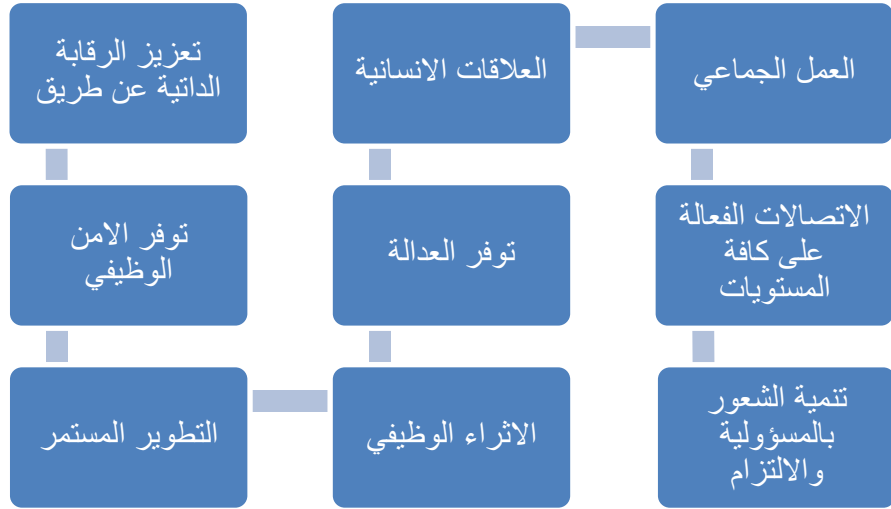 تعزيز الرقابة
الداتية عن طريق
توفر الامن
الوظيفي
التطوير المستمر
الاثراء الوظيفي
توفر العدالة
العلاقات الانسانية
العمل الجماعي
الاتصالات الفعالة
على كافة
المستويات
تنمية الشعور
بالمسؤولية
والالتزام